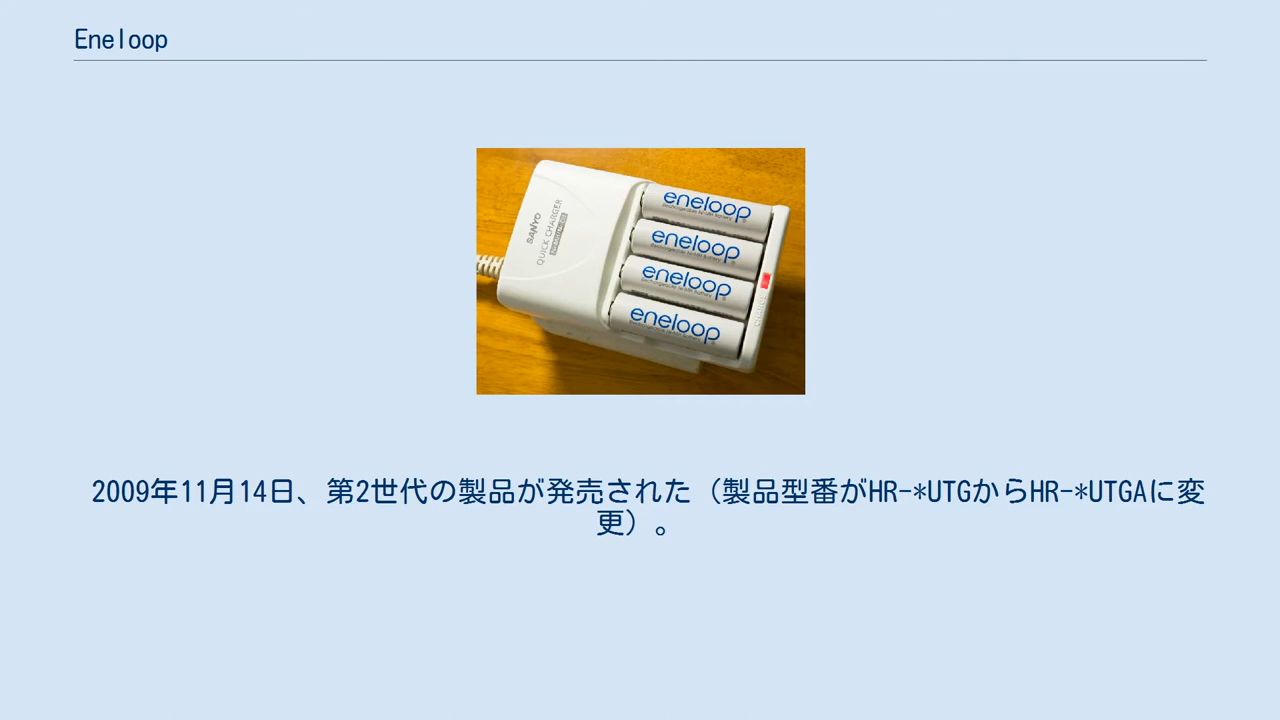 Eneloop
SANYO
QUICK CHARGER
eneloop
eneloop
eneloop
eneloop
2009年11月14日、第2世代の製品が発売された（製品型番がHR-*UTGからHR-*UTGAに変
更）。